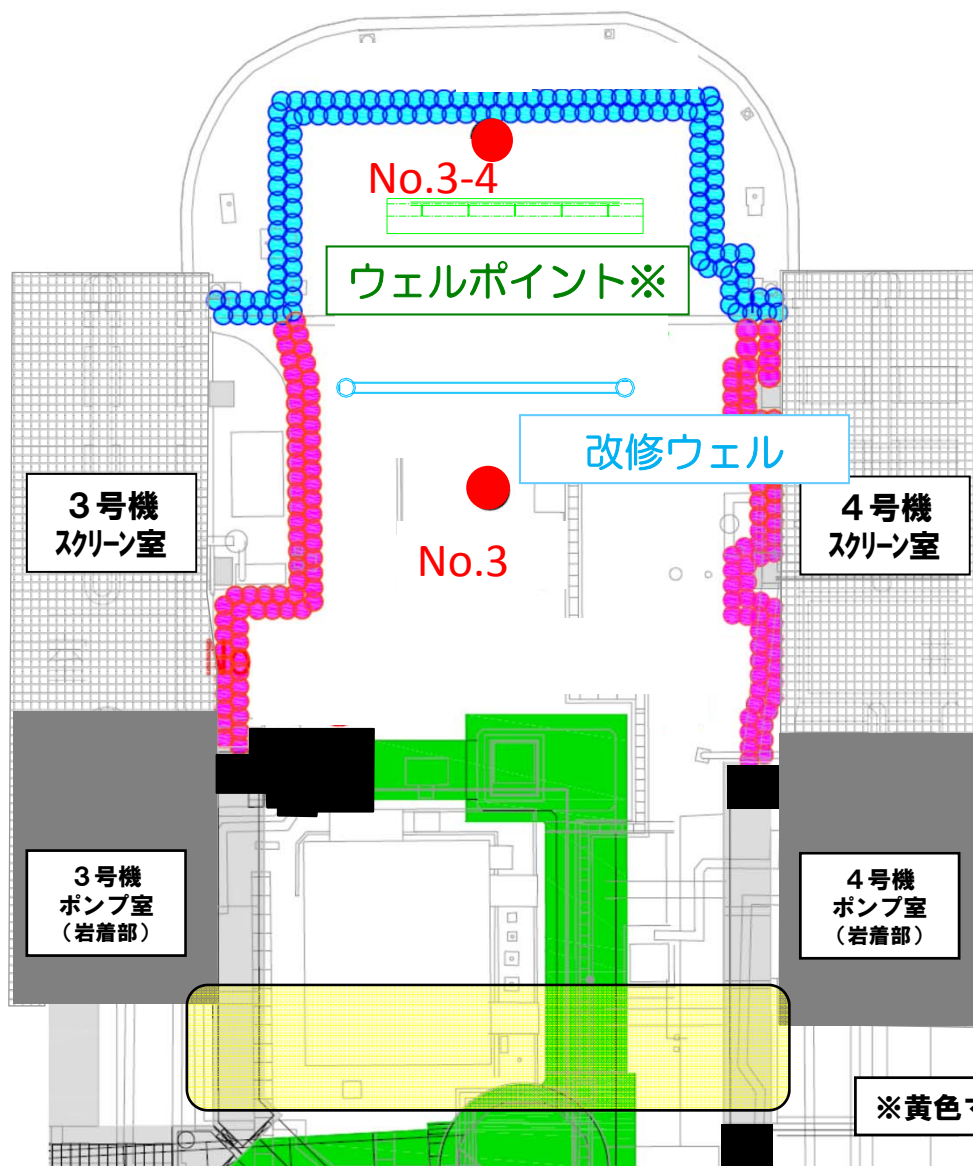 No.3-4
ウェルポイント※
改修ウェル
3号機
スクリーン室
4号機
スクリーン室
No.3
3号機
ポンプ室
(岩着部)
4号機
ポンプ室
(岩着部)
※黄色